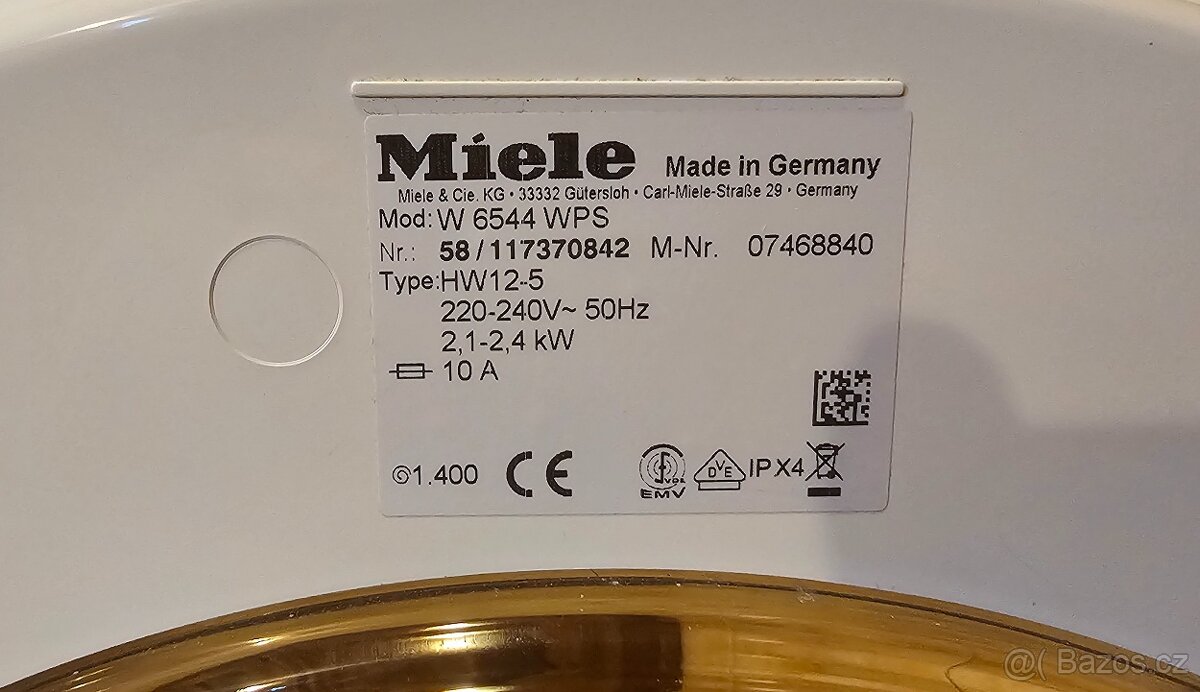 Miele Made in Germany
Miele & Cie. KG • 33332 Gütersloh • Carl-Miele-Straße 29 • Germany
Mod: W 6544 WPS
Nr.: 58/117370842 M-Nr. 07468840
Type: HW12-5
220-240V~ 50Hz
2,1-2,4 kW
10 A
1.400 CE VDE EMV DVE IPX4
@( Bazos.cz